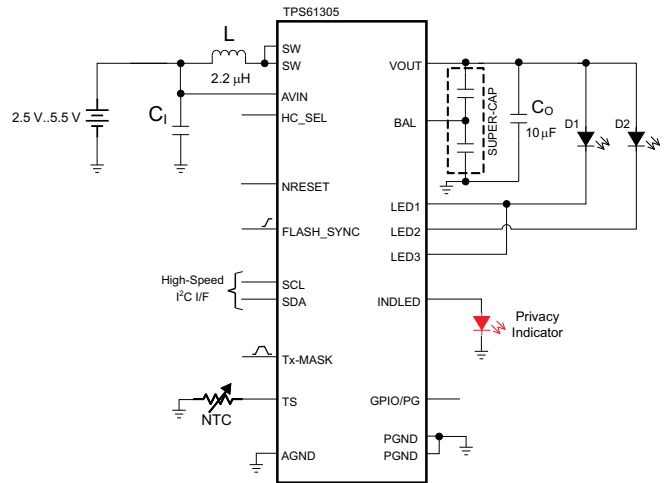 TPS61305
L
2.2 μH
SW
SW
AVIN
HC_SEL
2.5 V..5.5 V
C_I
NRESET
FLASH_SYNC
High-Speed
I²C I/F
SCL
SDA
Tx-MASK
TS
NTC
AGND
VOUT
BAL
SUPER-CAP
C_O
10 μF
D1
D2
LED1
LED2
LED3
INDLED
Privacy
Indicator
GPIO/PG
PGND
PGND